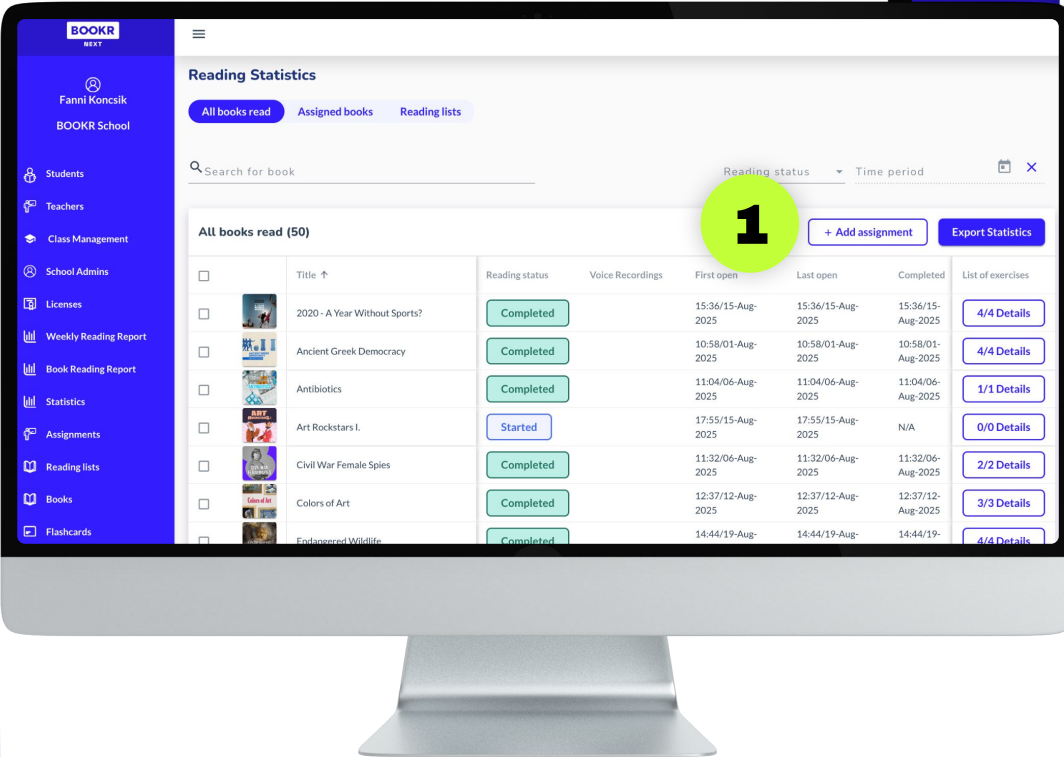 BOOKR
NEXT
Fanni Koncsik
BOOKR School
Students
Teachers
Class Management
School Admins
Licenses
Weekly Reading Report
Book Reading Report
Statistics
Assignments
Reading lists
Books
Flashcards
Reading Statistics
All books read Assigned books Reading lists
Search for book Reading status Time period
1
All books read (50) + Add assignment Export Statistics
Title ↑ Reading status Voice Recordings First open Last open Completed List of exercises
2020 - A Year Without Sports? Completed 15:36/15-Aug-2025 15:36/15-Aug-2025 15:36/15-Aug-2025 4/4 Details
Ancient Greek Democracy Completed 10:58/01-Aug-2025 10:58/01-Aug-2025 10:58/01-Aug-2025 4/4 Details
Antibiotics Completed 11:04/06-Aug-2025 11:04/06-Aug-2025 11:04/06-Aug-2025 1/1 Details
ART
Art Rockstars I. Started 17:55/15-Aug-2025 17:55/15-Aug-2025 N/A 0/0 Details
Civil War Female Spies Completed 11:32/06-Aug-2025 11:32/06-Aug-2025 11:32/06-Aug-2025 2/2 Details
Colors of Art
Colors of Art Completed 12:37/12-Aug-2025 12:37/12-Aug-2025 12:37/12-Aug-2025 3/3 Details
Endangered Wildlife Completed 14:44/19-Aug- 14:44/19-Aug- 14:44/19- 4/4 Details